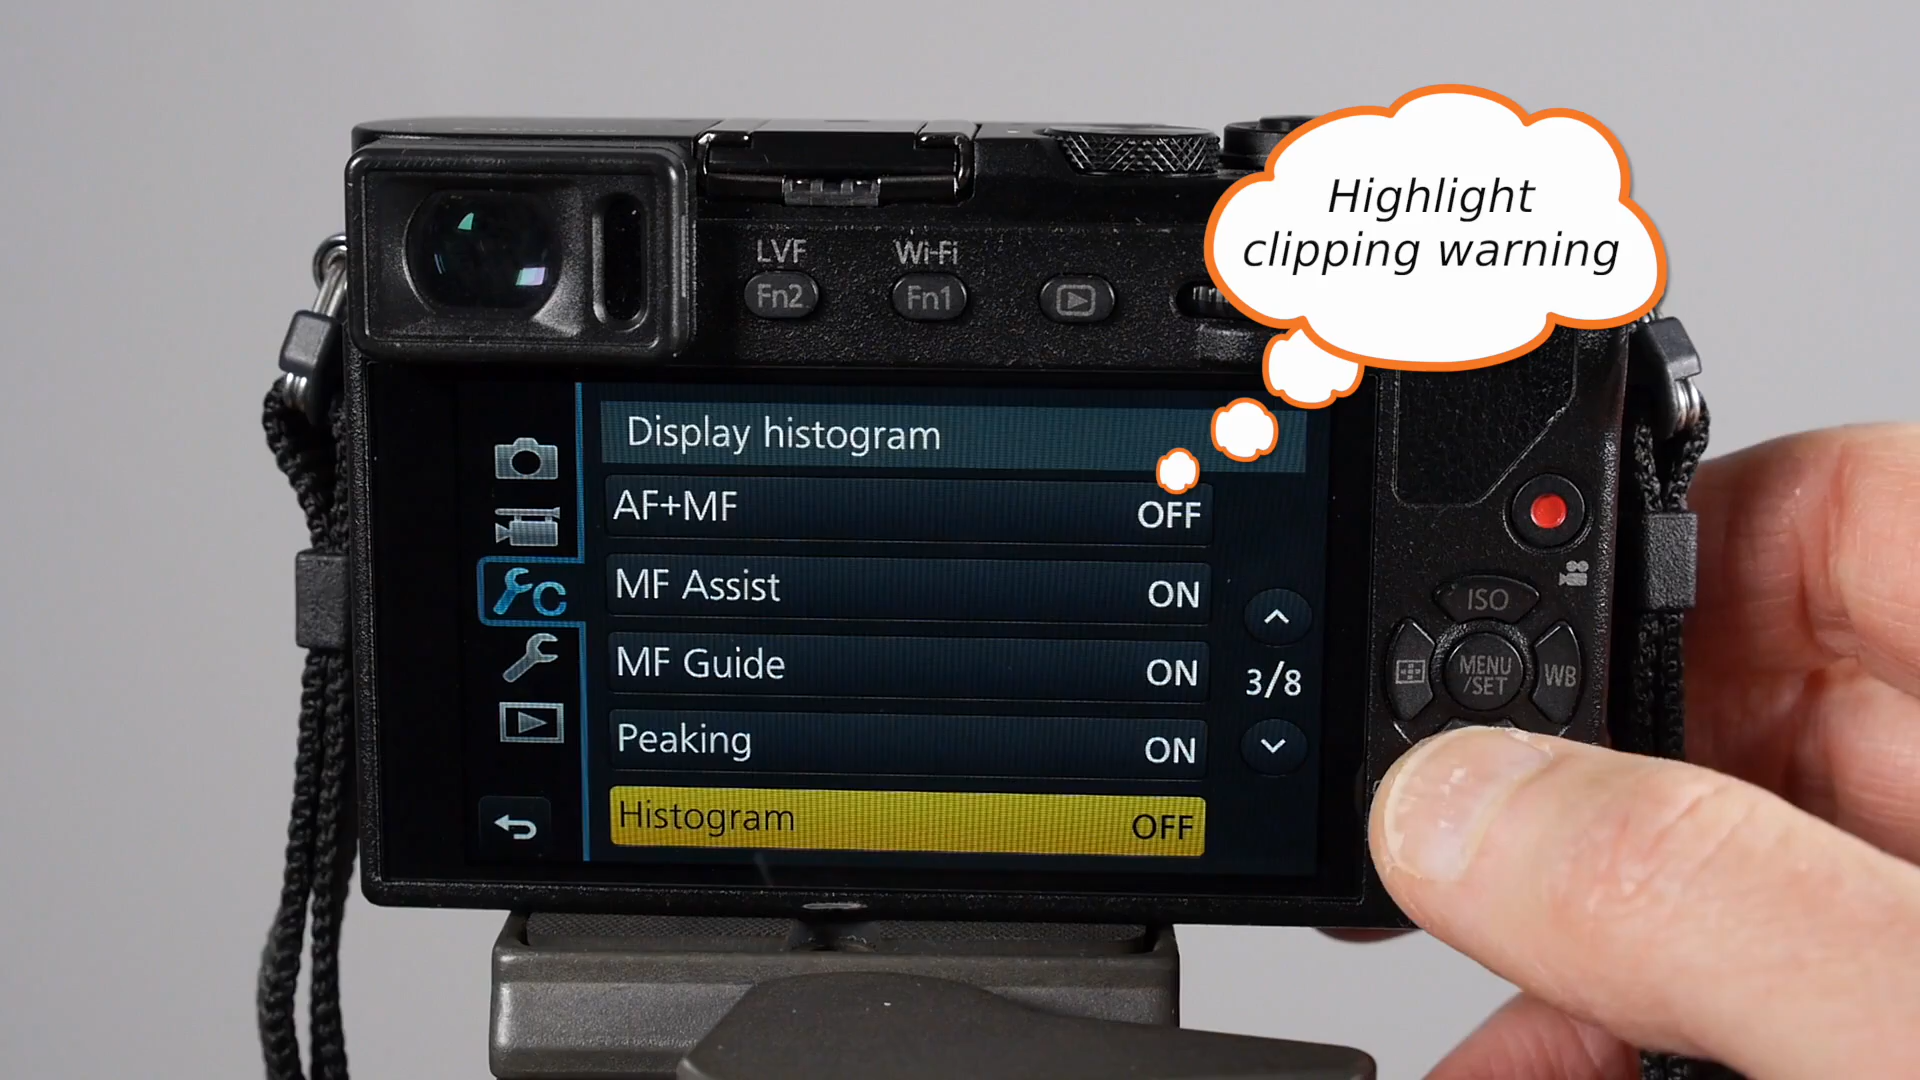 Highlight
clipping warning
LVF
Wi-Fi
Fn2
Fn1
Display histogram
AF+MF OFF
MF Assist ON
MF Guide ON
Peaking ON
Histogram OFF
3/8
C
ISO
MENU
/SET
WB